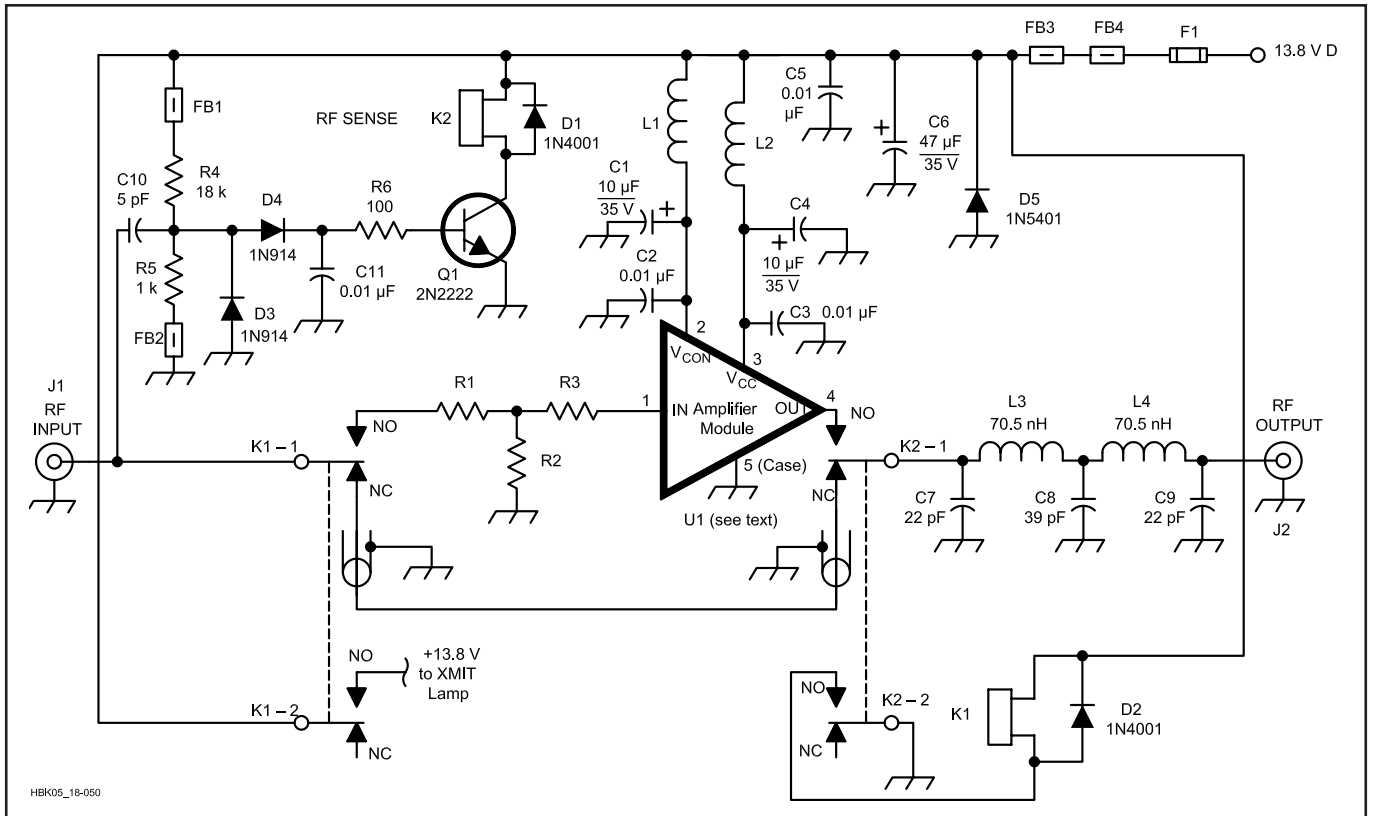 FB3
FB4
F1
13.8 V D
FB1
RF SENSE
K2
D1
1N4001
L1
L2
C5
0.01
µF
C6
47 µF
35 V
D5
1N5401
C10
5 pF
R4
18 k
D4
1N914
R6
100
C1
10 µF
35 V
C4
10 µF
35 V
R5
1 k
FB2
D3
1N914
C11
0.01 µF
Q1
2N2222
C2
0.01 µF
C3 0.01 µF
J1
RF
INPUT
K1 – 1
NO
NC
R1
R2
R3
1
2
VCON
3
VCC
IN Amplifier
Module
OUT
4
5 (Case)
U1 (see text)
NO
NC
K2 – 1
L3
70.5 nH
L4
70.5 nH
RF
OUTPUT
C7
22 pF
C8
39 pF
C9
22 pF
J2
K1 – 2
NO
NC
+13.8 V
to XMIT
Lamp
NO
NC
K2 – 2
K1
D2
1N4001
HBK05_18-050